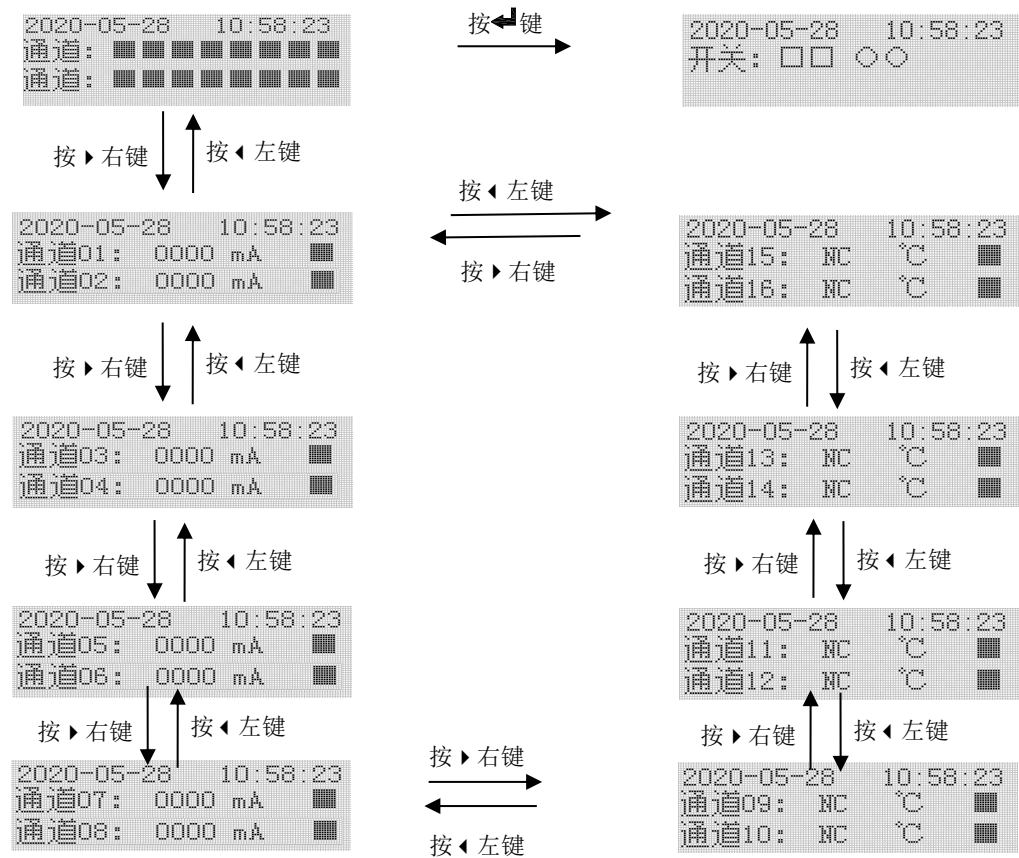 2020-05-28 10:58:23
通道: ■■■■■■■■
通道: ■■■■■■■■
按↵键
2020-05-28 10:58:23
开关: □□ ○○
按▶右键
按◀左键
2020-05-28 10:58:23
通道01: 0000 mA ■
通道02: 0000 mA ■
按◀左键
按▶右键
2020-05-28 10:58:23
通道15: NC ℃ ■
通道16: NC ℃ ■
按▶右键
按◀左键
按▶右键
按◀左键
2020-05-28 10:58:23
通道03: 0000 mA ■
通道04: 0000 mA ■
2020-05-28 10:58:23
通道13: NC ℃ ■
通道14: NC ℃ ■
按▶右键
按◀左键
按▶右键
按◀左键
2020-05-28 10:58:23
通道05: 0000 mA ■
通道06: 0000 mA ■
2020-05-28 10:58:23
通道11: NC ℃ ■
通道12: NC ℃ ■
按▶右键
按◀左键
按▶右键
按◀左键
2020-05-28 10:58:23
通道07: 0000 mA ■
通道08: 0000 mA ■
按▶右键
按◀左键
2020-05-28 10:58:23
通道09: NC ℃ ■
通道10: NC ℃ ■